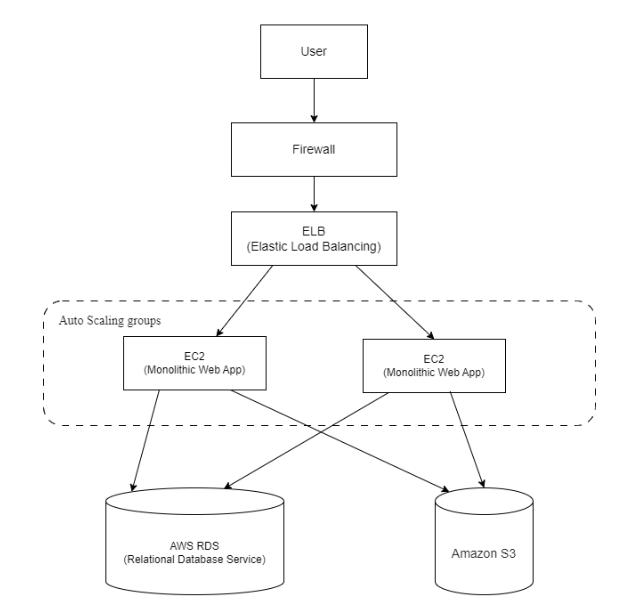 User
Firewall
ELB
(Elastic Load Balancing)
Auto Scaling groups
EC2
(Monolithic Web App)
EC2
(Monolithic Web App)
AWS RDS
(Relational Database Service)
Amazon S3